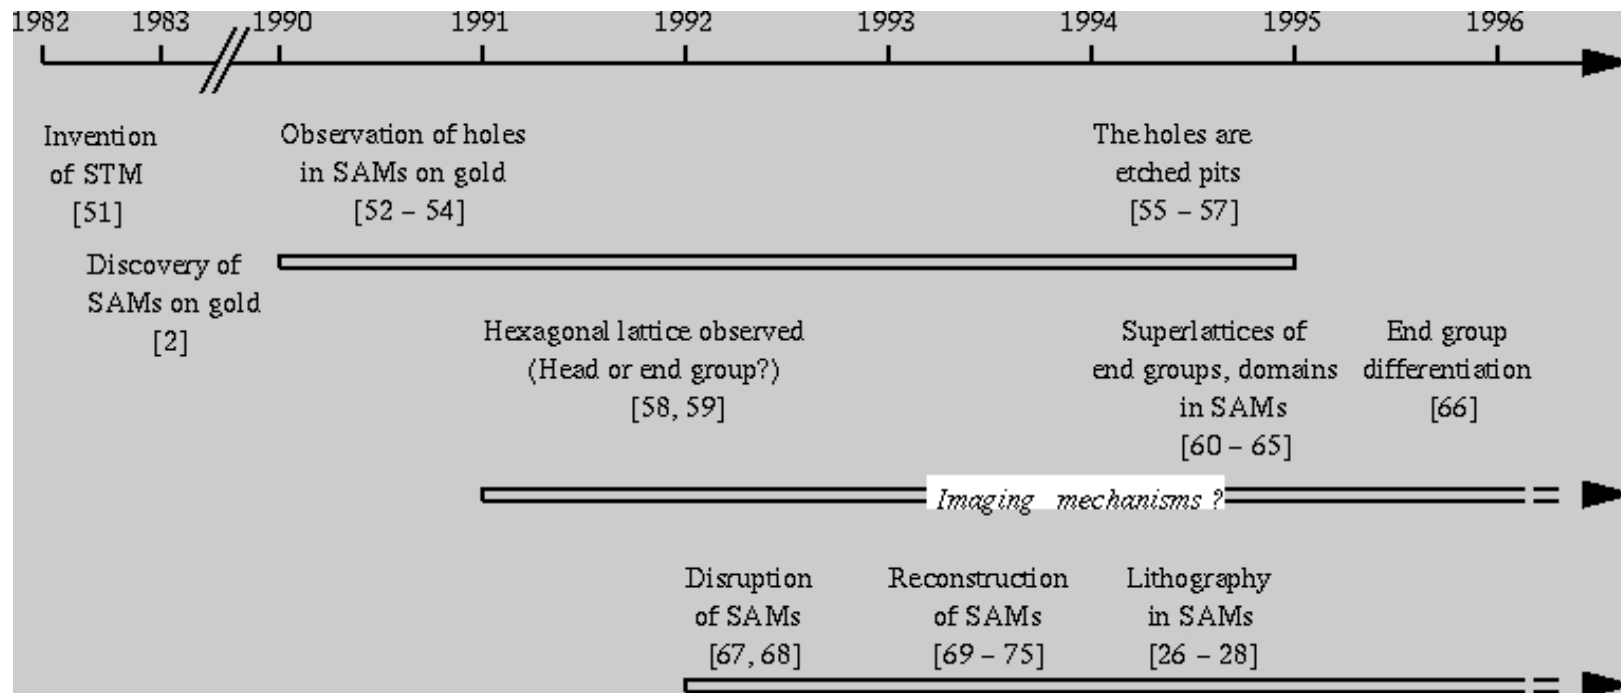 1982 1983 1990 1991 1992 1993 1994 1995 1996
Invention
of STM
[51]
Observation of holes
in SAMs on gold
[52 – 54]
The holes are
etched pits
[55 – 57]
Discovery of
SAMs on gold
[2]
Hexagonal lattice observed
(Head or end group?)
[58, 59]
Superlattices of
end groups, domains
in SAMs
[60 – 65]
End group
differentiation
[66]
Imaging mechanisms ?
Disruption
of SAMs
[67, 68]
Reconstruction
of SAMs
[69 – 75]
Lithography
in SAMs
[26 – 28]